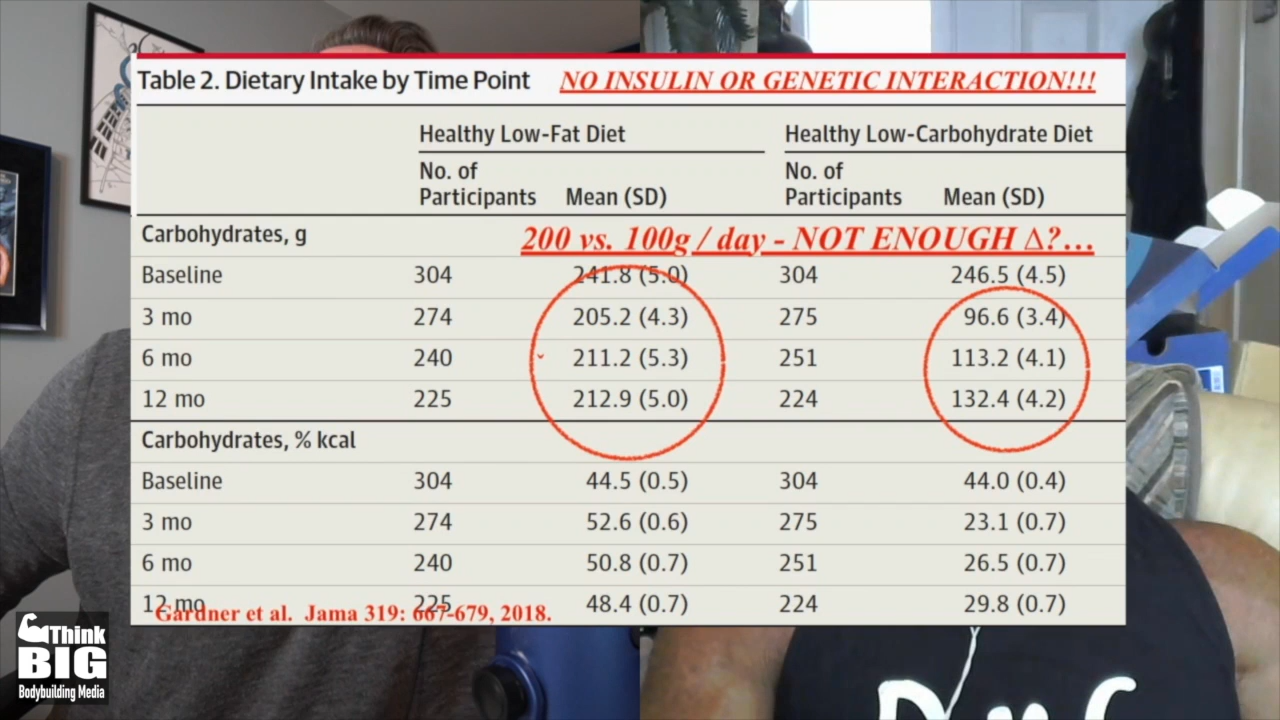 Table 2. Dietary Intake by Time Point NO INSULIN OR GENETIC INTERACTION!!!
Healthy Low-Fat Diet Healthy Low-Carbohydrate Diet
No. of Participants Mean (SD) No. of Participants Mean (SD)
Carbohydrates, g 200 vs. 100g / day - NOT ENOUGH Δ?...
Baseline 304 241.8 (5.0) 304 246.5 (4.5)
3 mo 274 205.2 (4.3) 275 96.6 (3.4)
6 mo 240 211.2 (5.3) 251 113.2 (4.1)
12 mo 225 212.9 (5.0) 224 132.4 (4.2)
Carbohydrates, % kcal
Baseline 304 44.5 (0.5) 304 44.0 (0.4)
3 mo 274 52.6 (0.6) 275 23.1 (0.7)
6 mo 240 50.8 (0.7) 251 26.5 (0.7)
12 mo 225 48.4 (0.7) 224 29.8 (0.7)
Gardner et al. Jama 319: 667-679, 2018.
Think
BIG
Bodybuilding Media